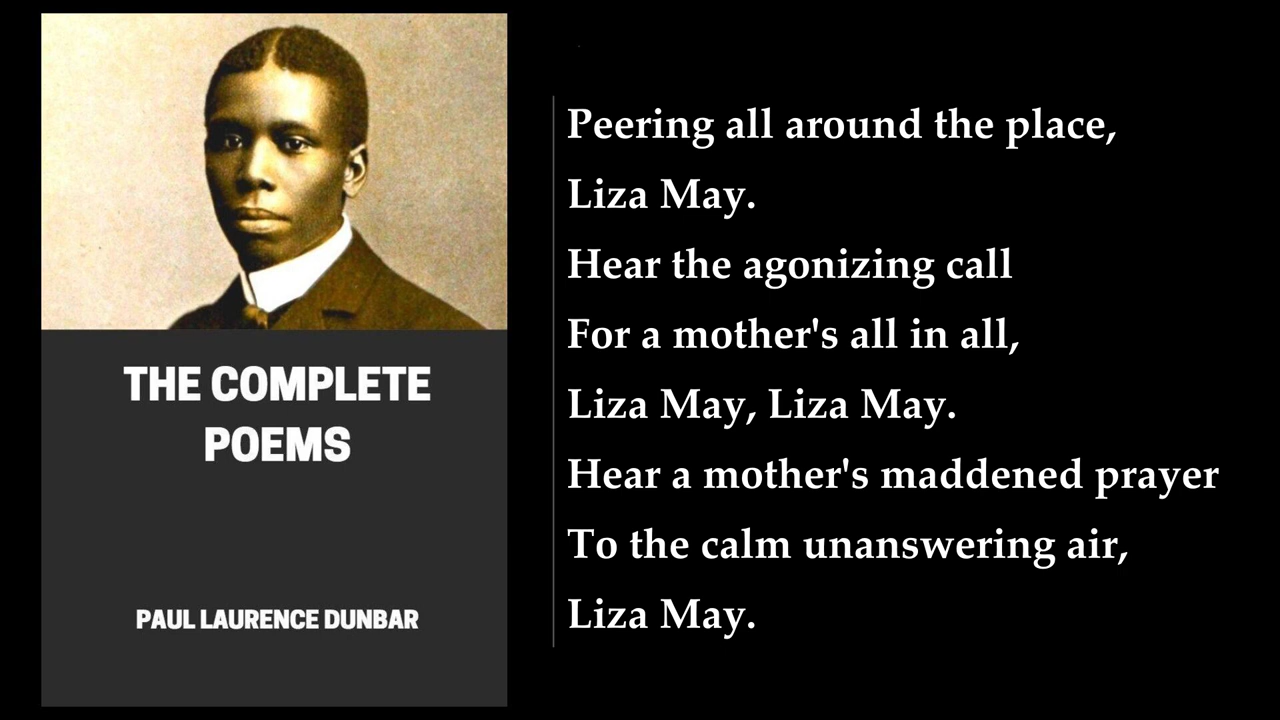 THE COMPLETE
POEMS
PAUL LAURENCE DUNBAR
Peering all around the place,
Liza May.
Hear the agonizing call
For a mother's all in all,
Liza May, Liza May.
Hear a mother's maddened prayer
To the calm unanswering air,
Liza May.